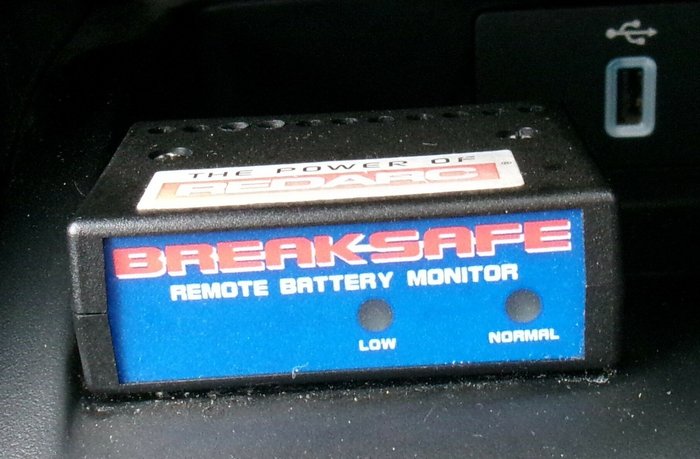 THE POWER OF
REDARC
BREAKSAFE
REMOTE BATTERY MONITOR
LOW
NORMAL